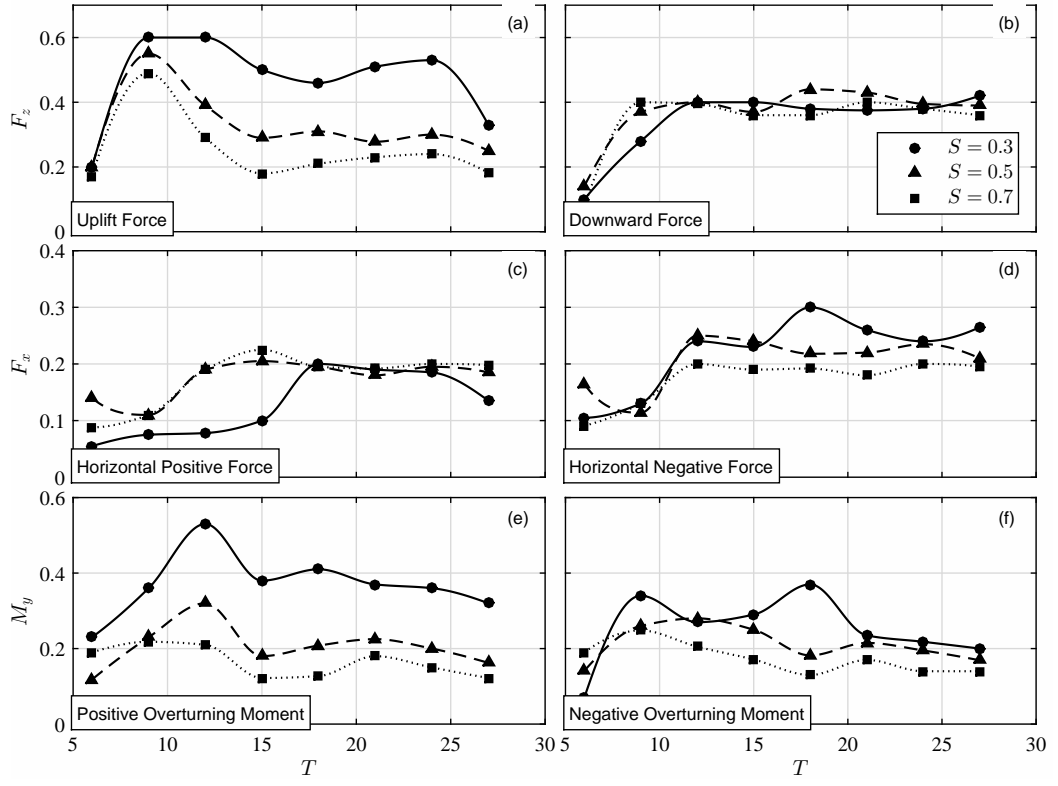 (a)
0.6
0.4
0.2
0
F_z
Uplift Force
(b)
S = 0.3
S = 0.5
S = 0.7
Downward Force
(c)
0.4
0.3
0.2
0.1
0
F_x
Horizontal Positive Force
(d)
Horizontal Negative Force
(e)
0.6
0.4
0.2
0
M_y
Positive Overturning Moment
5 10 15 20 25 30
T
(f)
Negative Overturning Moment
5 10 15 20 25 30
T